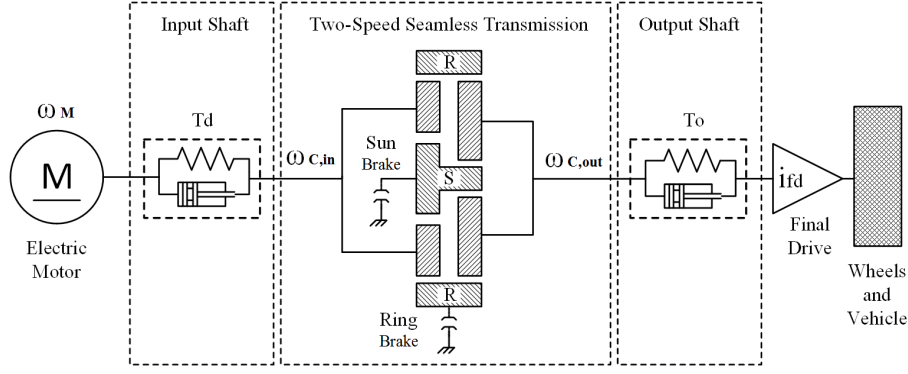 Input Shaft
Two-Speed Seamless Transmission
Output Shaft
R
ω M
Td
To
Sun
Brake
ω C,in
ω C,out
M
S
ifd
Electric
Motor
Final
Drive
Wheels
and
Vehicle
R
Ring
Brake